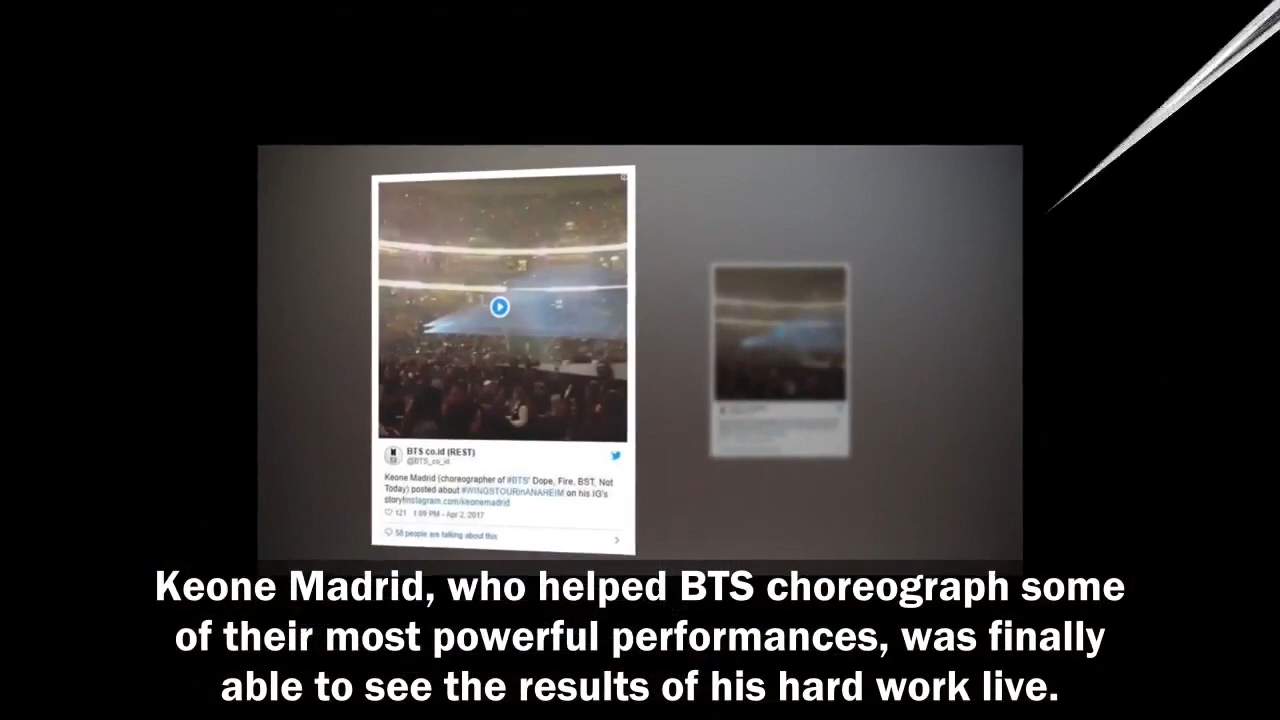 BTS co.id (REST)
@BTS_co_id
Keone Madrid (choreographer of #BTS' Dope, Fire, BST, Not
Today) posted about #WINGSTOURinANAHEIM on his IG's
story!instagram.com/keonemadrid
121 1:09 PM - Apr 2, 2017
58 people are talking about this
Keone Madrid, who helped BTS choreograph some
of their most powerful performances, was finally
able to see the results of his hard work live.